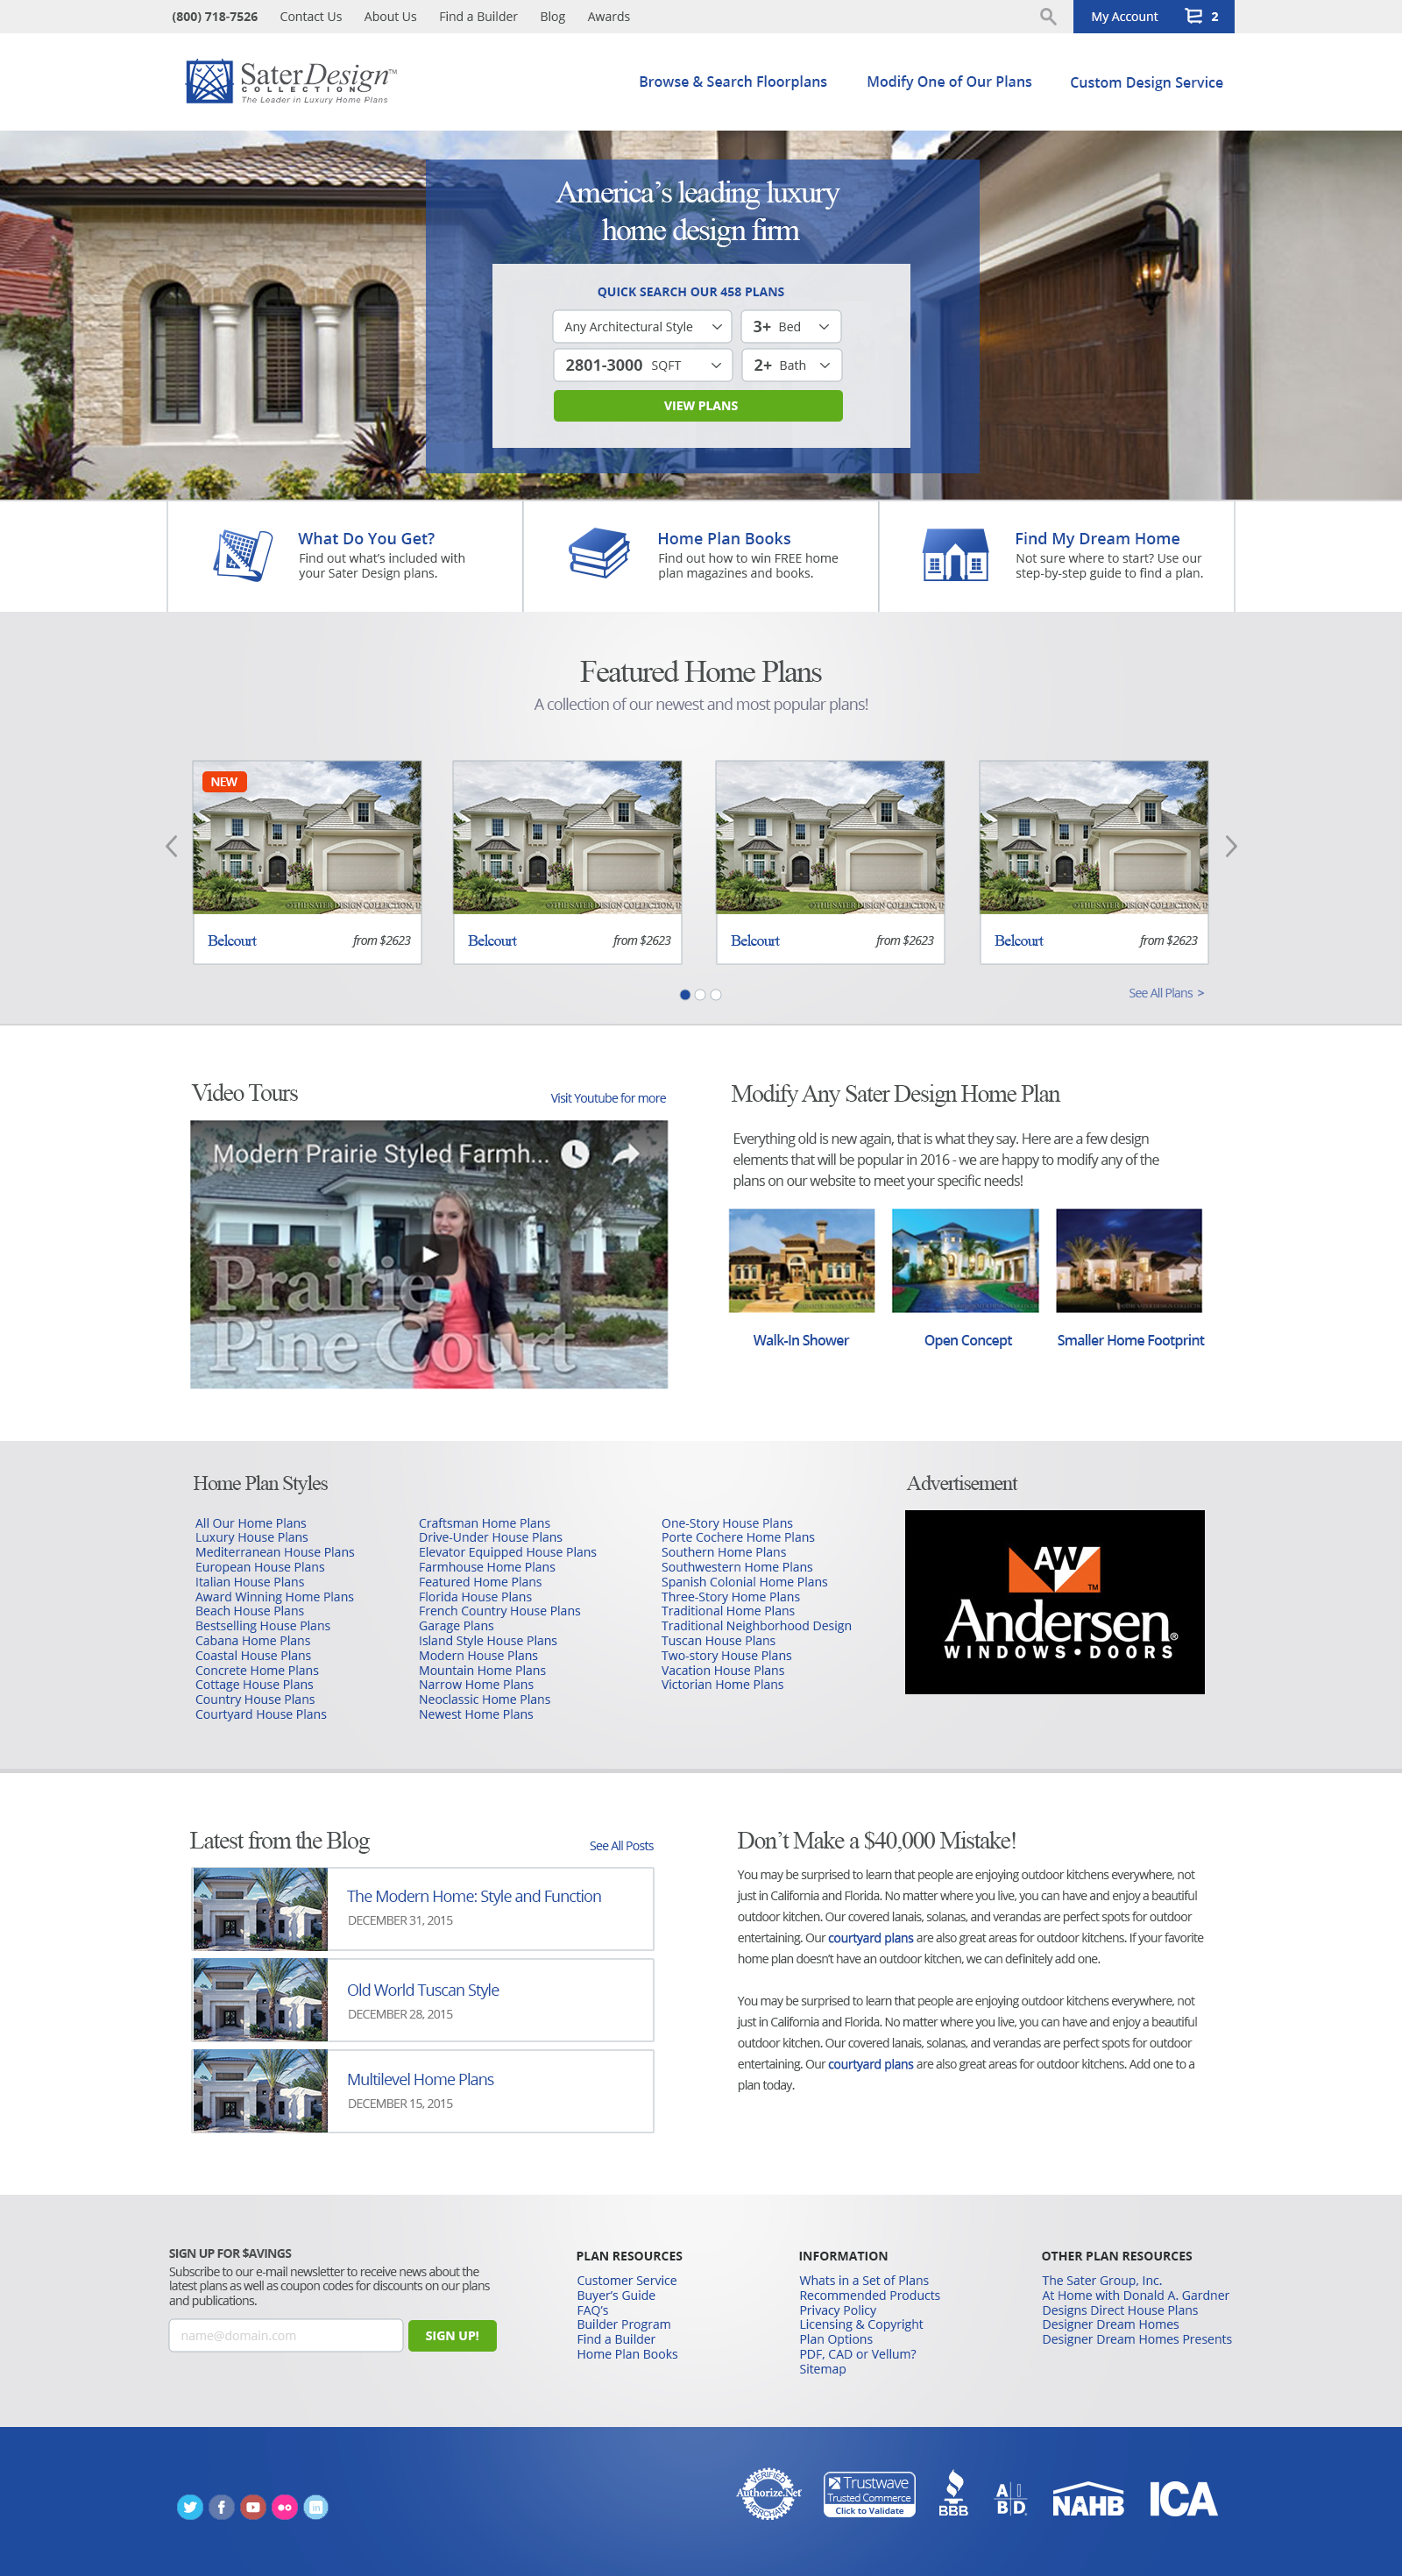 (800) 718-7526 Contact Us About Us Find a Builder Blog Awards My Account 2
Sater Design™
COLLECTION
The Leader in Luxury Home Plans
Browse & Search Floorplans Modify One of Our Plans Custom Design Service
America’s leading luxury
home design firm
QUICK SEARCH OUR 458 PLANS
Any Architectural Style 3+ Bed
2801-3000 SQFT 2+ Bath
VIEW PLANS
What Do You Get?
Find out what’s included with
your Sater Design plans.
Home Plan Books
Find out how to win FREE home
plan magazines and books.
Find My Dream Home
Not sure where to start? Use our
step-by-step guide to find a plan.
Featured Home Plans
A collection of our newest and most popular plans!
NEW
©THE SATER DESIGN COLLECTION, I
©THE SATER DESIGN COLLECTION, I
©THE SATER DESIGN COLLECTION, I
©THE SATER DESIGN COLLECTION, I
Belcourt from $2623
Belcourt from $2623
Belcourt from $2623
Belcourt from $2623
See All Plans >
Video Tours Visit Youtube for more
Modern Prairie Styled Farmh...
Prairie
Pine Court
Modify Any Sater Design Home Plan
Everything old is new again, that is what they say. Here are a few design
elements that will be popular in 2016 - we are happy to modify any of the
plans on our website to meet your specific needs!
Walk-In Shower Open Concept Smaller Home Footprint
Home Plan Styles
All Our Home Plans
Luxury House Plans
Mediterranean House Plans
European House Plans
Italian House Plans
Award Winning Home Plans
Beach House Plans
Bestselling House Plans
Cabana Home Plans
Coastal House Plans
Concrete Home Plans
Cottage House Plans
Country House Plans
Courtyard House Plans
Craftsman Home Plans
Drive-Under House Plans
Elevator Equipped House Plans
Farmhouse Home Plans
Featured Home Plans
Florida House Plans
French Country House Plans
Garage Plans
Island Style House Plans
Modern House Plans
Mountain Home Plans
Narrow Home Plans
Neoclassic Home Plans
Newest Home Plans
One-Story House Plans
Porte Cochere Home Plans
Southern Home Plans
Southwestern Home Plans
Spanish Colonial Home Plans
Three-Story Home Plans
Traditional Home Plans
Traditional Neighborhood Design
Tuscan House Plans
Two-story House Plans
Vacation House Plans
Victorian Home Plans
Advertisement
AW TM
Andersen®
WINDOWS • DOORS
Latest from the Blog See All Posts
The Modern Home: Style and Function
DECEMBER 31, 2015
Old World Tuscan Style
DECEMBER 28, 2015
Multilevel Home Plans
DECEMBER 15, 2015
Don’t Make a $40,000 Mistake!
You may be surprised to learn that people are enjoying outdoor kitchens everywhere, not
just in California and Florida. No matter where you live, you can have and enjoy a beautiful
outdoor kitchen. Our covered lanais, solanas, and verandas are perfect spots for outdoor
entertaining. Our courtyard plans are also great areas for outdoor kitchens. If your favorite
home plan doesn’t have an outdoor kitchen, we can definitely add one.
You may be surprised to learn that people are enjoying outdoor kitchens everywhere, not
just in California and Florida. No matter where you live, you can have and enjoy a beautiful
outdoor kitchen. Our covered lanais, solanas, and verandas are perfect spots for outdoor
entertaining. Our courtyard plans are also great areas for outdoor kitchens. Add one to a
plan today.
SIGN UP FOR $AVINGS
Subscribe to our e-mail newsletter to receive news about the
latest plans as well as coupon codes for discounts on our plans
and publications.
name@domain.com SIGN UP!
PLAN RESOURCES
Customer Service
Buyer’s Guide
FAQ’s
Builder Program
Find a Builder
Home Plan Books
INFORMATION
Whats in a Set of Plans
Recommended Products
Privacy Policy
Licensing & Copyright
Plan Options
PDF, CAD or Vellum?
Sitemap
OTHER PLAN RESOURCES
The Sater Group, Inc.
At Home with Donald A. Gardner
Designs Direct House Plans
Designer Dream Homes
Designer Dream Homes Presents
VERIFIED
Authorize.Net
MERCHANT
Trustwave
Trusted Commerce
Click to Validate
BBB
AI
BD
NAHB
ICA